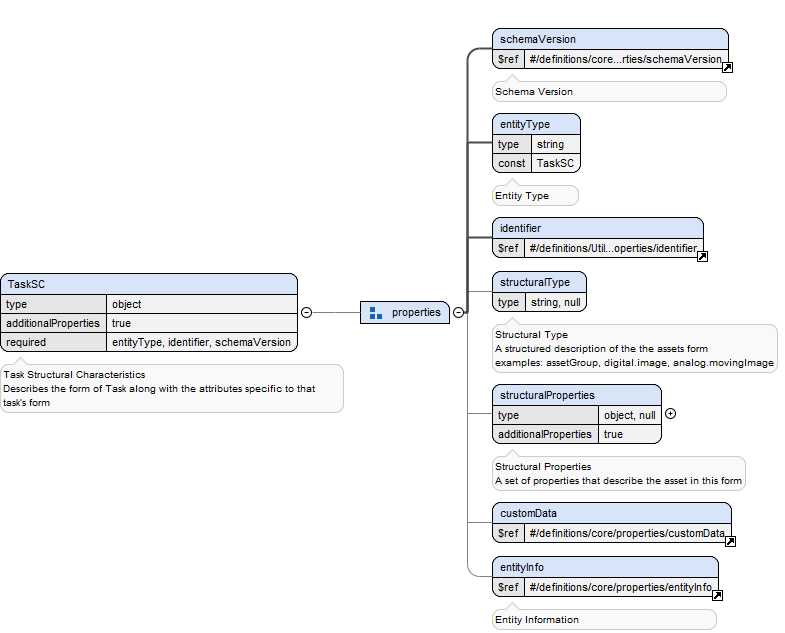 schemaVersion
$ref #/definitions/core...rties/schemaVersion
Schema Version
entityType
type string
const TaskSC
Entity Type
identifier
$ref #/definitions/Util...operties/identifier
TaskSC
type object
additionalProperties true
required entityType, identifier, schemaVersion
Task Structural Characteristics
Describes the form of Task along with the attributes specific to that
task's form
properties
structuralType
type string, null
Structural Type
A structured description of the the assets form
examples: assetGroup, digital.image, analog.movingImage
structuralProperties
type object, null
additionalProperties true
Structural Properties
A set of properties that describe the asset in this form
customData
$ref #/definitions/core/properties/customData
entityInfo
$ref #/definitions/core/properties/entityInfo
Entity Information